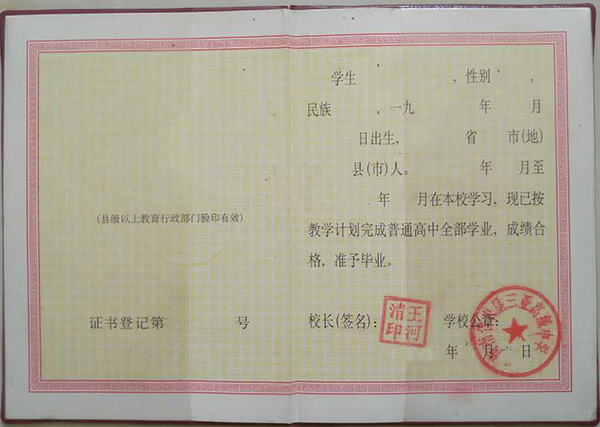 (县级以上教育行政部门验印有效)
证书登记第 号
学生 ，性别 ，
民族 ，一九 年 月
日出生， 省 市(地)
县(市)人。 年 月至
年 月在本校学习，现已按
教学计划完成普通高中全部学业，成绩合
格，准予毕业。
校长(签名)：
王河清印
学校公章：
年 月 日